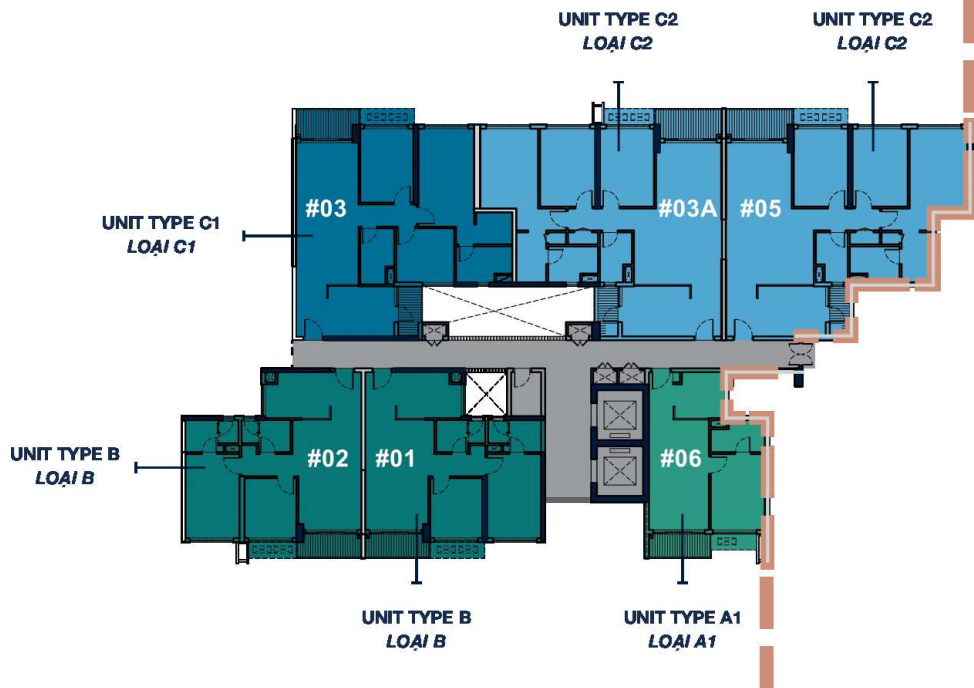 UNIT TYPE C2
LOẠI C2
UNIT TYPE C2
LOẠI C2
#03
#03A
#05
UNIT TYPE C1
LOẠI C1
UNIT TYPE B
LOẠI B
#02
#01
#06
UNIT TYPE B
LOẠI B
UNIT TYPE A1
LOẠI A1